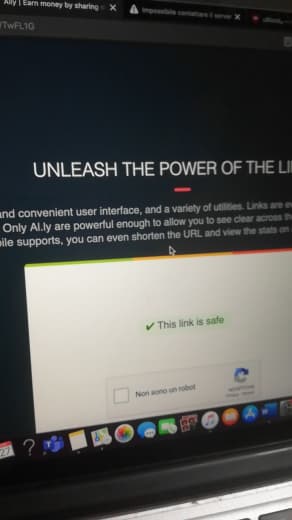 Ally | Earn money by sharing
Impossibile contattare il server
/TwFL1G
UNLEASH THE POWER OF THE LI
and convenient user interface, and a variety of utilities. Links are
Only Al.ly are powerful enough to allow you to see clear across
bile supports, you can even shorten the URL and view the stats on
✔ This link is safe
Non sono un robot
27